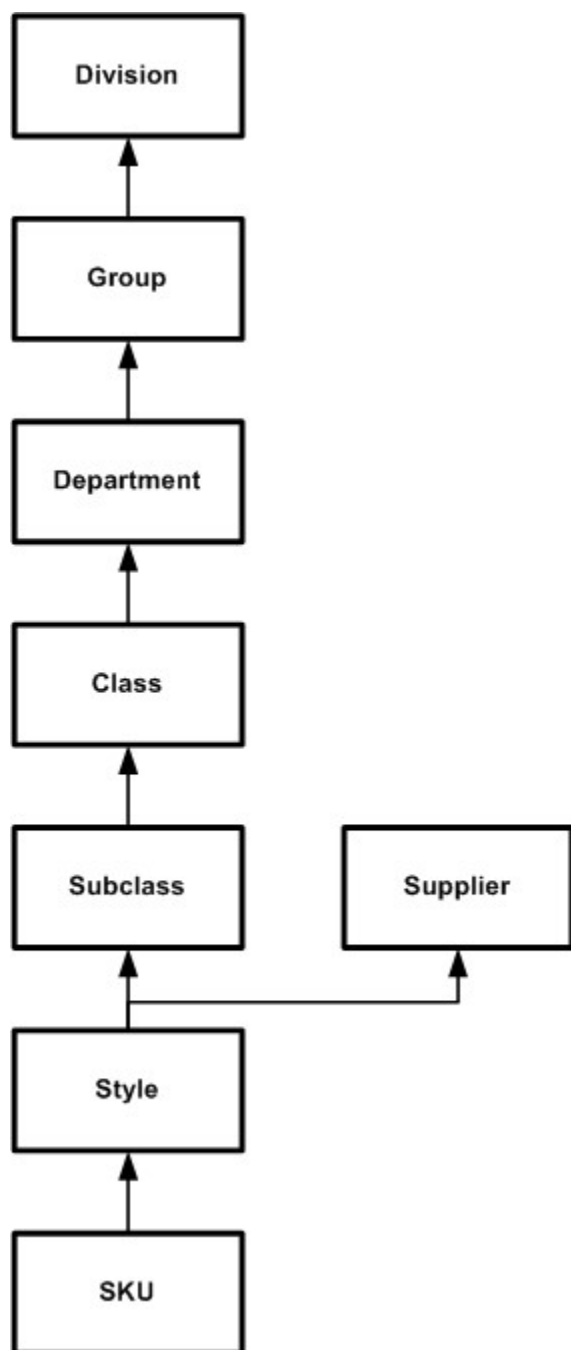 Division
Group
Department
Class
Subclass
Supplier
Style
SKU